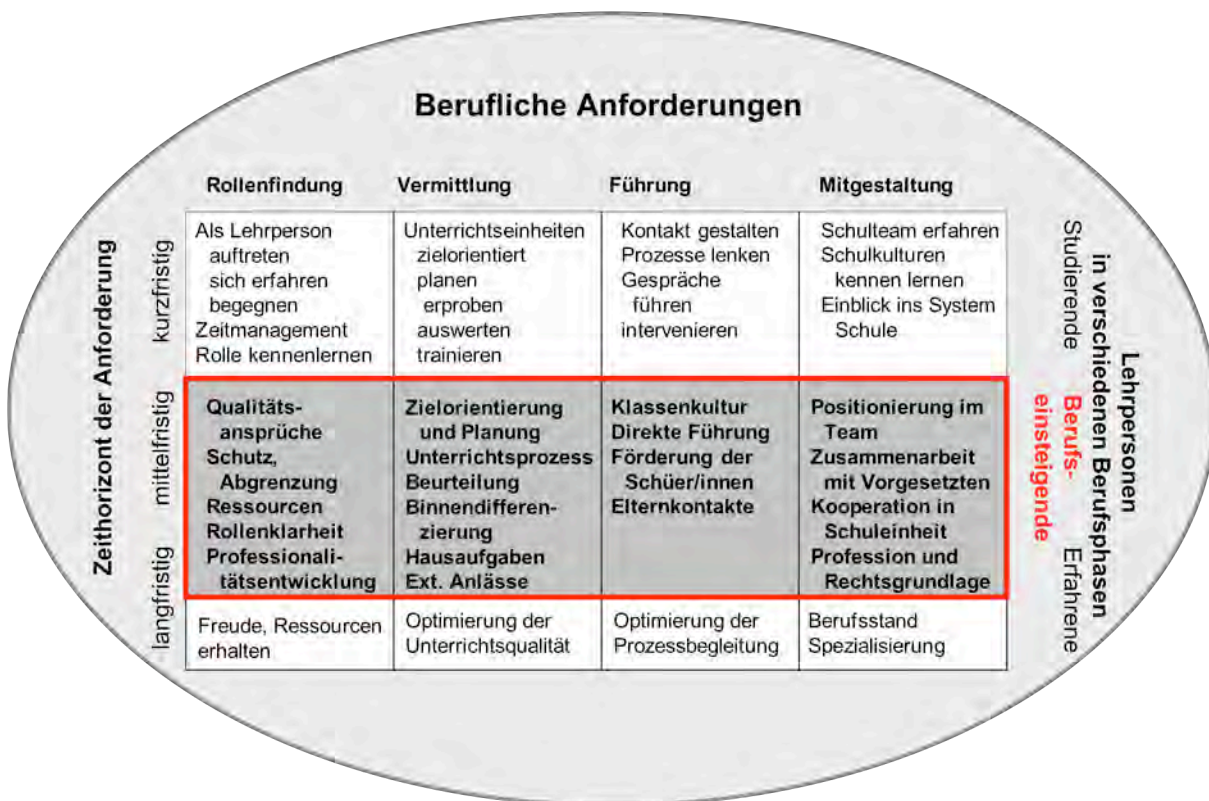 Berufliche Anforderungen
Rollenfindung
Vermittlung
Führung
Mitgestaltung
Zeithorizont der Anforderung
kurzfristig
Als Lehrperson
auftreten
sich erfahren
begegnen
Zeitmanagement
Rolle kennenlernen
Unterrichtseinheiten
zielorientiert
planen
erproben
auswerten
trainieren
Kontakt gestalten
Prozesse lenken
Gespräche
führen
intervenieren
Schulteam erfahren
Schulkulturen
kennen lernen
Einblick ins System
Schule
Studierende
mittelfristig
Qualitäts-
ansprüche
Schutz,
Abgrenzung
Ressourcen
Rollenklarheit
Professionali-
tätsentwicklung
Zielorientierung
und Planung
Unterrichtsprozess
Beurteilung
Binnendifferen-
zierung
Hausaufgaben
Ext. Anlässe
Klassenkultur
Direkte Führung
Förderung der
Schüer/innen
Elternkontakte
Positionierung im
Team
Zusammenarbeit
mit Vorgesetzten
Kooperation in
Schuleinheit
Profession und
Rechtsgrundlage
Berufs-
einsteigende
langfristig
Freude, Ressourcen
erhalten
Optimierung der
Unterrichtsqualität
Optimierung der
Prozessbegleitung
Berufsstand
Spezialisierung
Erfahrene
Lehrpersonen
in verschiedenen Berufsphasen